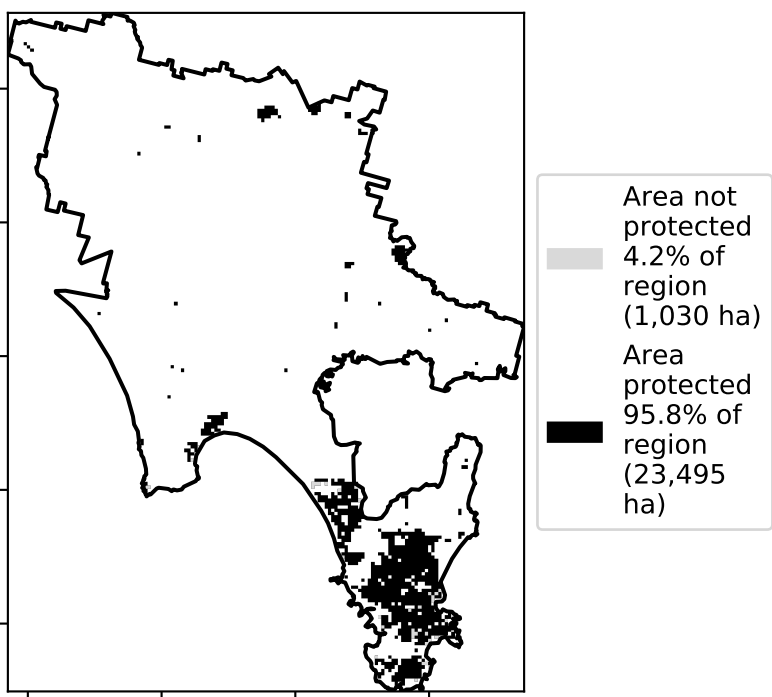 Area not
protected
4.2% of
region
(1,030 ha)
Area
protected
95.8% of
region
(23,495
ha)